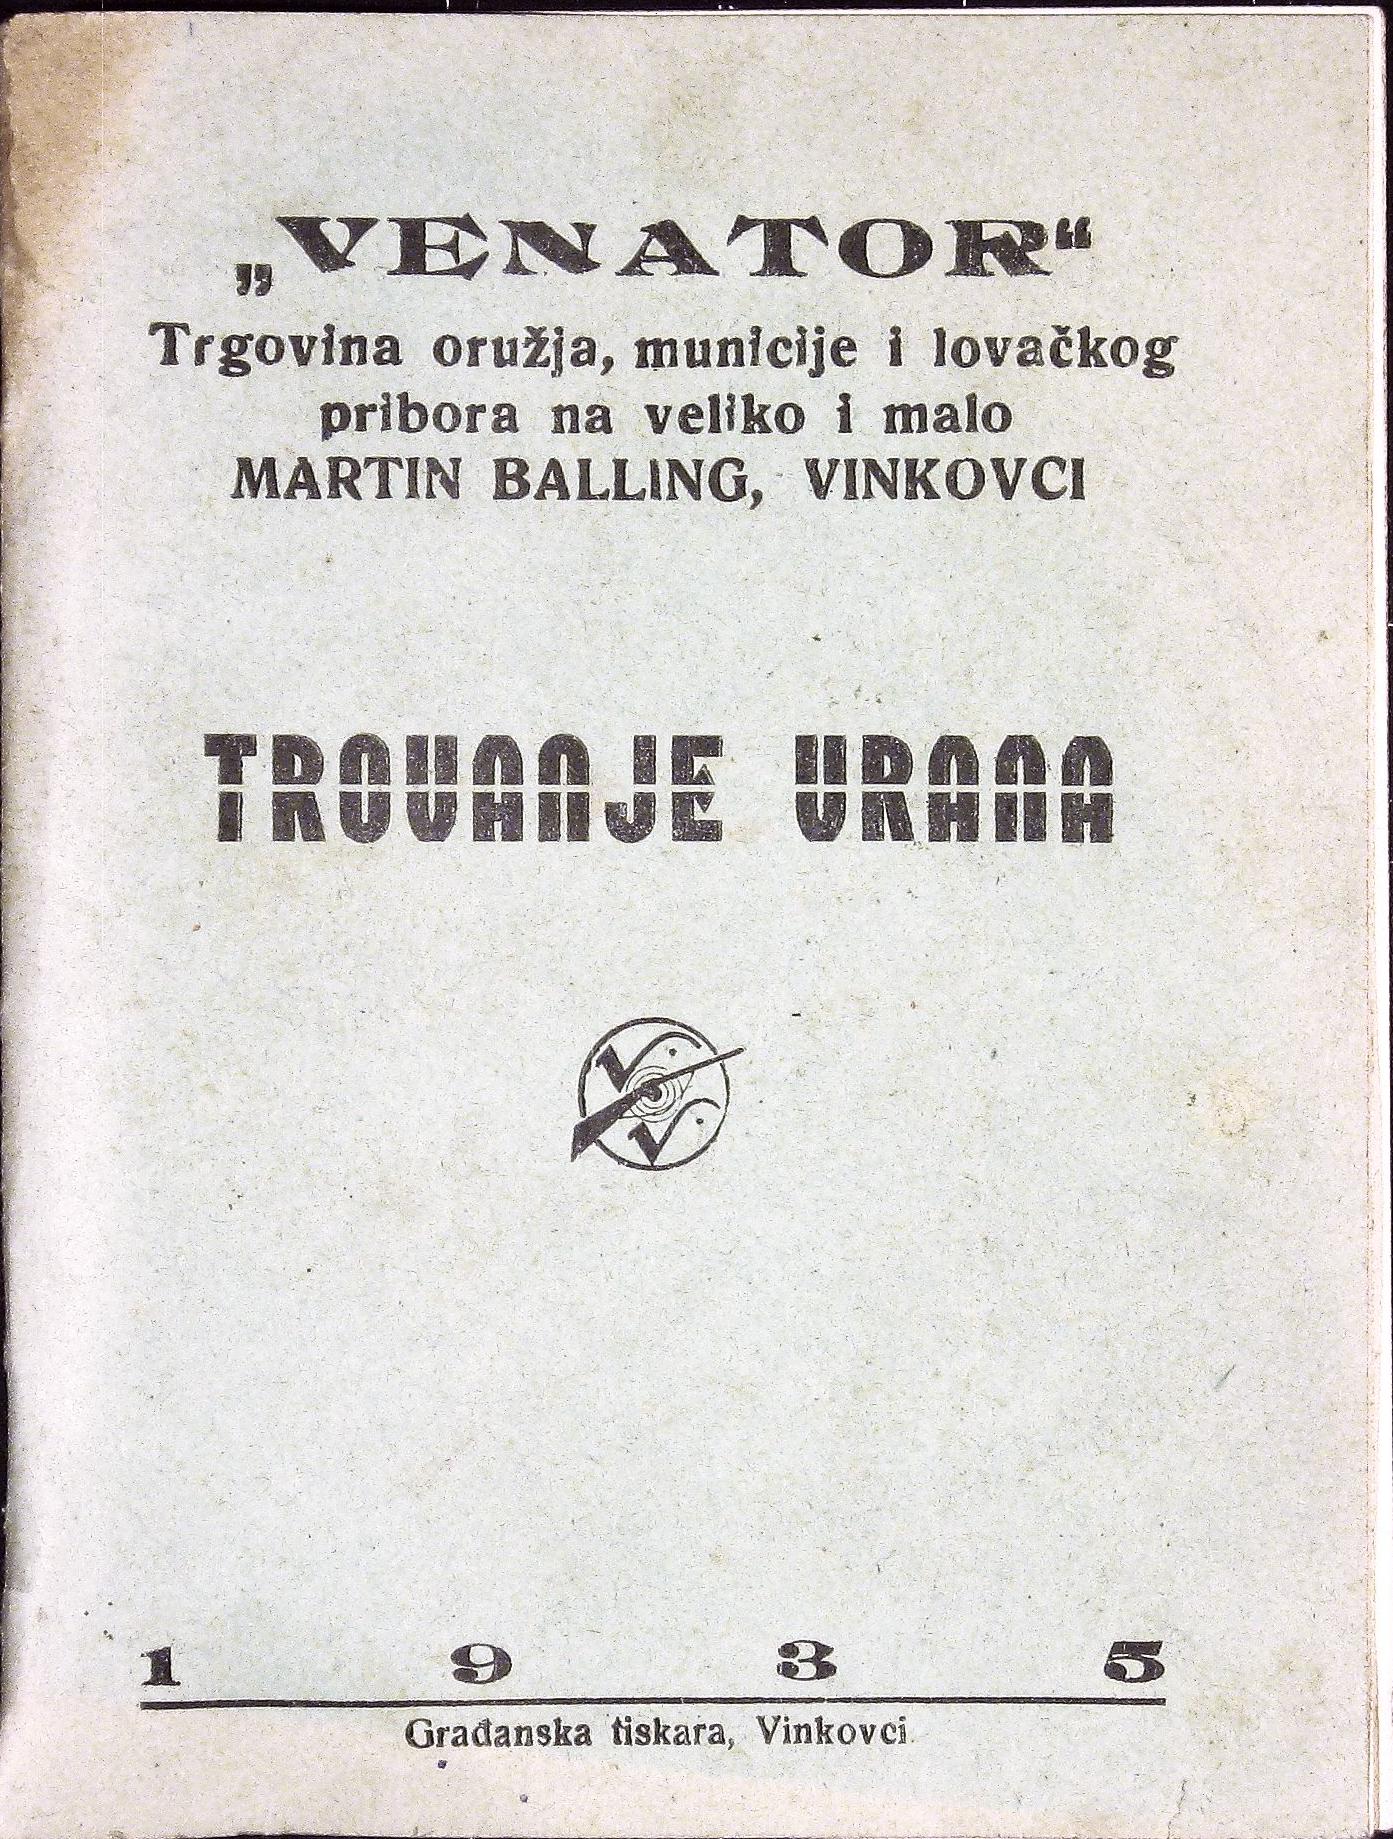 „VENATOR“
Trgovina oružja, municije i lovačkog
pribora na veliko i malo
MARTIN BALLING, VINKOVCI
TROVANJE VRANA
V.
V.
1 9 3 5
Građanska tiskara, Vinkovci